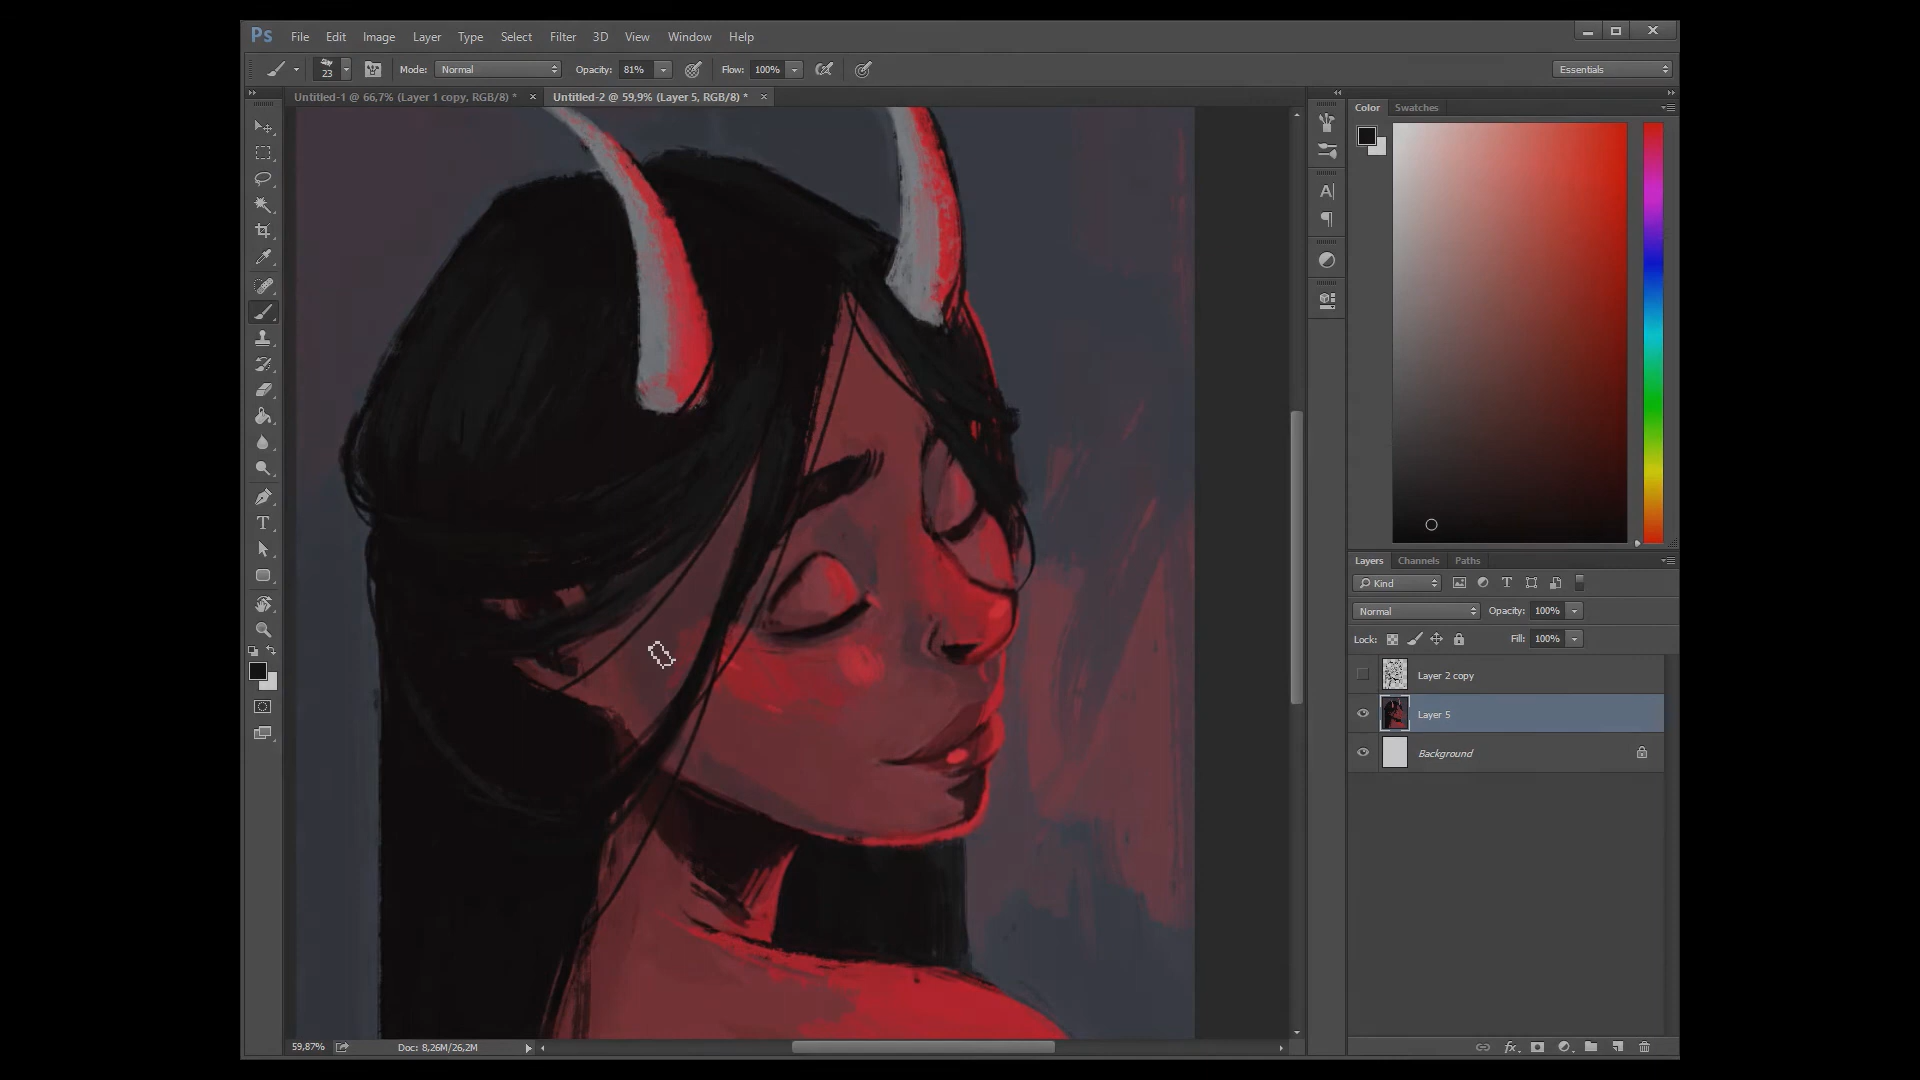 Ps File Edit Image Layer Type Select Filter 3D View Window Help
23 Mode: Normal Opacity: 81% Flow: 100% Essentials
Untitled-1 @ 66,7% (Layer 1 copy, RGB/8) * × Untitled-2 @ 59,9% (Layer 5, RGB/8) * ×
Color Swatches
Layers Channels Paths
Kind
Normal Opacity: 100%
Lock: Fill: 100%
Layer 2 copy
Layer 5
Background
59,87% Doc: 8,26M/26,2M